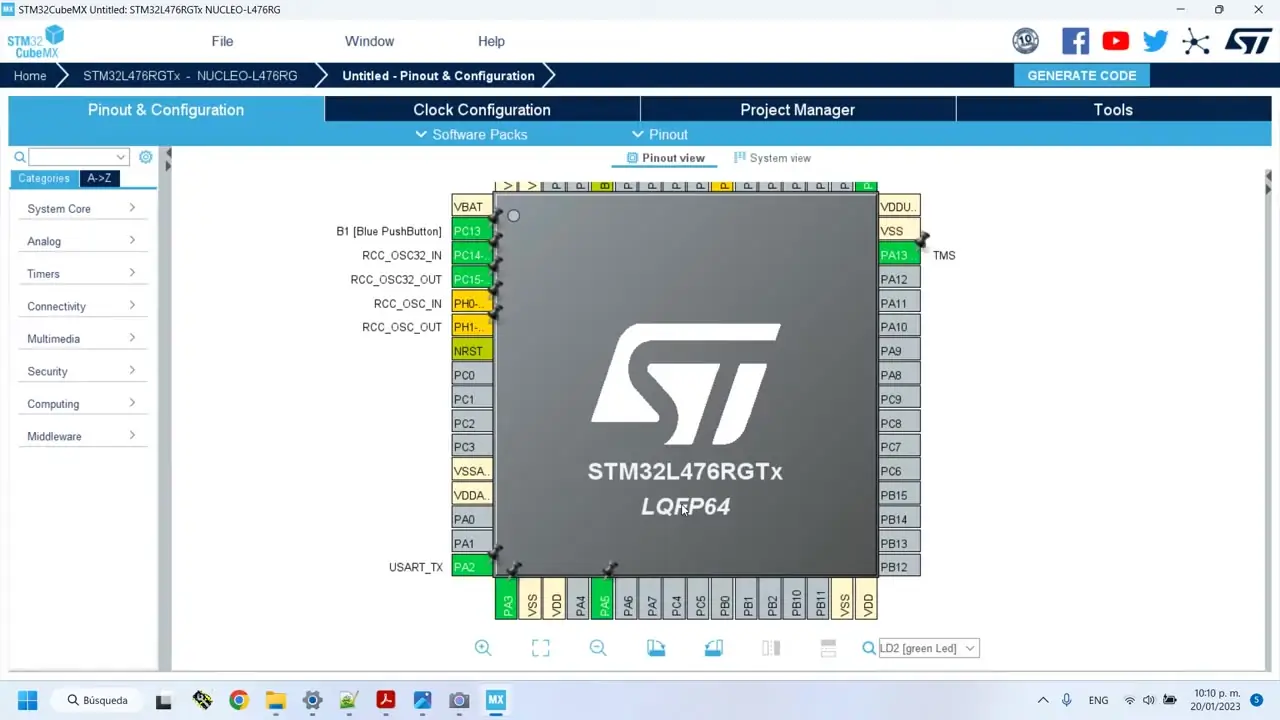 MX STM32CubeMX Untitled: STM32L476RGTx NUCLEO-L476RG
STM32 CubeMX
File Window Help
10
Home STM32L476RGTx - NUCLEO-L476RG Untitled - Pinout & Configuration GENERATE CODE
Pinout & Configuration Clock Configuration Project Manager Tools
Software Packs Pinout
Pinout view System view
Categories A->Z
System Core
Analog
Timers
Connectivity
Multimedia
Security
Computing
Middleware
VBAT
B1 [Blue PushButton] PC13
RCC_OSC32_IN PC14-..
RCC_OSC32_OUT PC15-..
RCC_OSC_IN PH0-..
RCC_OSC_OUT PH1-..
NRST
PC0
PC1
PC2
PC3
VSSA..
VDDA..
PA0
PA1
USART_TX PA2
STM32L476RGTx
LQFP64
VDDU..
VSS
PA13 TMS
PA12
PA11
PA10
PA9
PA8
PC9
PC8
PC7
PC6
PB15
PB14
PB13
PB12
PA3 VSS VDD PA4 PA5 PA6 PA7 PC4 PC5 PB0 PB1 PB2 PB10 PB11 VSS VDD
LD2 [green Led]
Búsqueda
MX
ENG
10:10 p. m.
20/01/2023
5